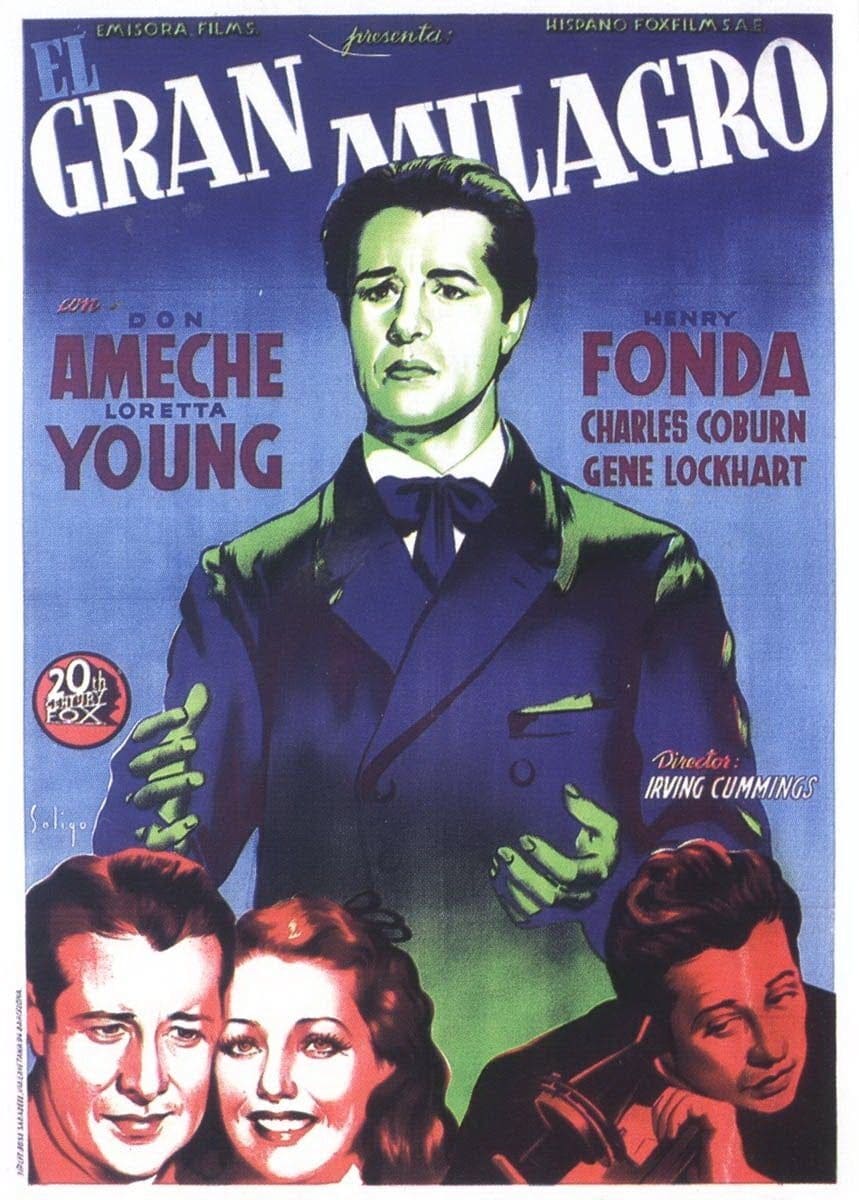 EMISORA FILMS.
presenta:
HISPANO FOXFILM S.A.E.
EL
GRAN MILAGRO
con
DON
AMECHE
LORETTA
YOUNG
HENRY
FONDA
CHARLES COBURN
GENE LOCKHART
20th
CENTURY
FOX
Director:
IRVING CUMMINGS
Soligo